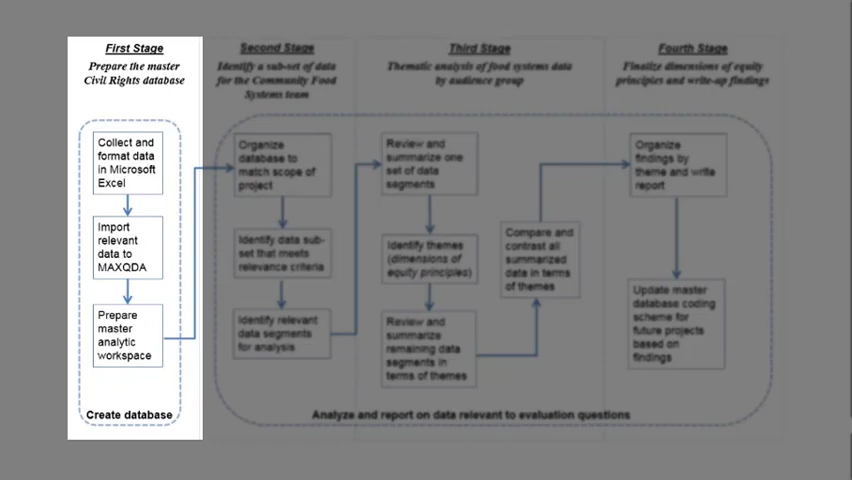 First Stage
Prepare the master
Civil Rights database
Collect and
format data
in Microsoft
Excel
Import
relevant
data to
MAXQDA
Prepare
master
analytic
workspace
Create database
Second Stage
Identify a sub-set of data
for the Community Food
Systems team
Organize
database to
match scope of
project
Identify data sub-
set that meets
relevance criteria
Identify relevant
data segments
for analysis
Third Stage
Thematic analysis of food systems data
by audience group
Review and
summarize one
set of data
segments
Identify themes
(dimensions of
equity principles)
Review and
summarize
remaining data
segments in
terms of themes
Compare and
contrast all
summarized
data in terms
of themes
Fourth Stage
Finalize dimensions of equity
principles and write-up findings
Organize
findings by
theme and write
report
Update master
database coding
scheme for
future projects
based on
findings
Analyze and report on data relevant to evaluation questions